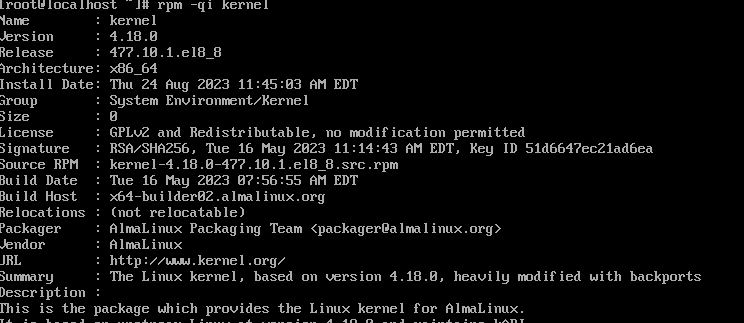 [root@localhost ~]# rpm -qi kernel
Name        : kernel
Version     : 4.18.0
Release     : 477.10.1.el8_8
Architecture: x86_64
Install Date: Thu 24 Aug 2023 11:45:03 AM EDT
Group       : System Environment/Kernel
Size        : 0
License     : GPLv2 and Redistributable, no modification permitted
Signature   : RSA/SHA256, Tue 16 May 2023 11:14:43 AM EDT, Key ID 51d6647ec21ad6ea
Source RPM  : kernel-4.18.0-477.10.1.el8_8.src.rpm
Build Date  : Tue 16 May 2023 07:56:55 AM EDT
Build Host  : x64-builder02.almalinux.org
Relocations : (not relocatable)
Packager    : AlmaLinux Packaging Team <packager@almalinux.org>
Vendor      : AlmaLinux
URL         : http://www.kernel.org/
Summary     : The Linux kernel, based on version 4.18.0, heavily modified with backports
Description :
This is the package which provides the Linux kernel for AlmaLinux.
It is based on upstream Linux at version 4.18.0 and maintains kABI